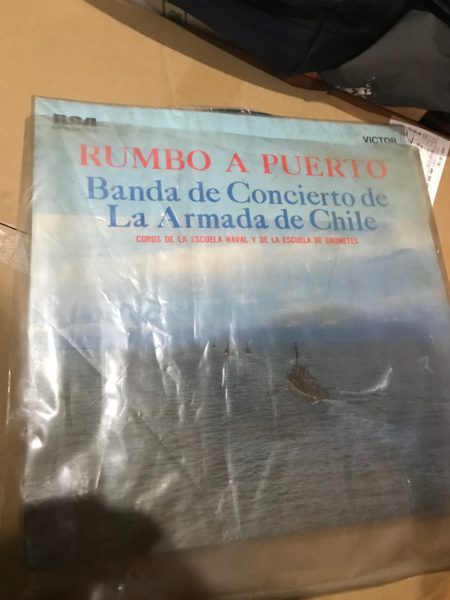 RCA
VICTOR
RUMBO A PUERTO
Banda de Concierto de
La Armada de Chile
COROS DE LA ESCUELA NAVAL Y DE LA ESCUELA DE GRUMETES